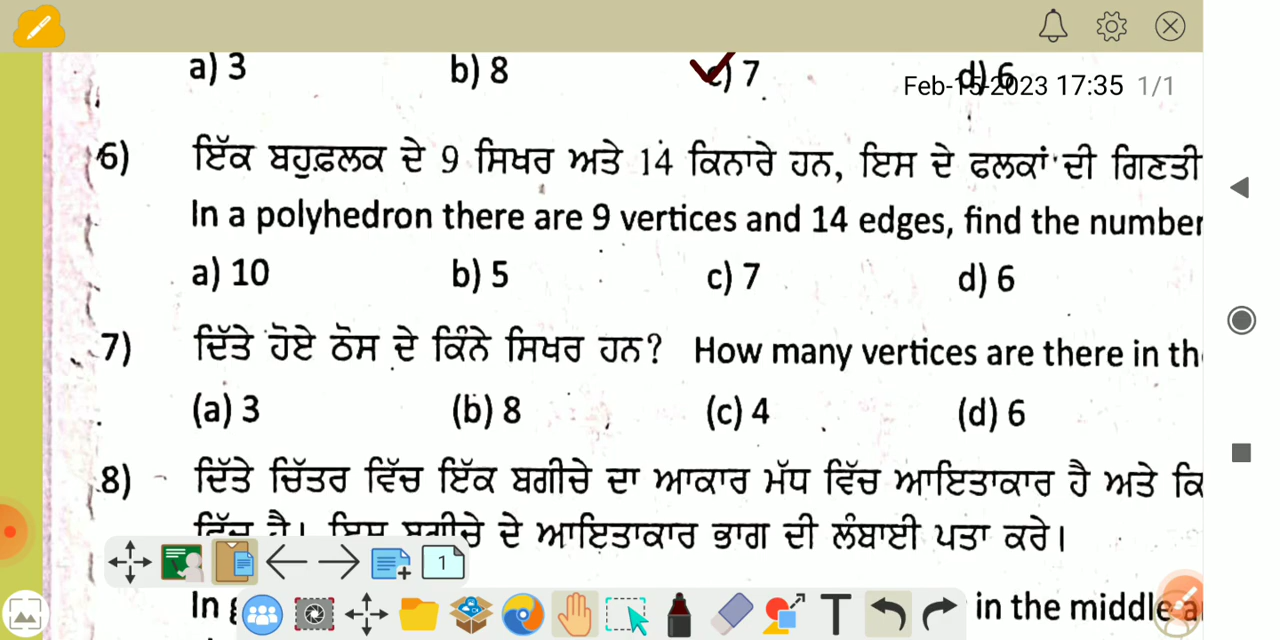 a) 3 b) 8 c) 7 d) 6
Feb-15-2023 17:35 1/1
6) ਇੱਕ ਬਹੁਫ਼ਲਕ ਦੇ 9 ਸਿਖਰ ਅਤੇ 14 ਕਿਨਾਰੇ ਹਨ, ਇਸ ਦੇ ਫਲਕਾਂ ਦੀ ਗਿਣਤੀ
In a polyhedron there are 9 vertices and 14 edges, find the number
a) 10 b) 5 c) 7 d) 6
7) ਦਿੱਤੇ ਹੋਏ ਠੋਸ ਦੇ ਕਿੰਨੇ ਸਿਖਰ ਹਨ? How many vertices are there in
(a) 3 (b) 8 (c) 4 (d) 6
8) ਦਿੱਤੇ ਚਿੱਤਰ ਵਿੱਚ ਇੱਕ ਬਗੀਚੇ ਦਾ ਆਕਾਰ ਮੱਧ ਵਿੱਚ ਆਇਤਾਕਾਰ ਹੈ ਅਤੇ
ਵਿੱਚ ਹੈ। ਇਸ ਬਗੀਚੇ ਦੇ ਆਇਤਾਕਾਰ ਭਾਗ ਦੀ ਲੰਬਾਈ ਪਤਾ ਕਰੇ।
1
In in the middle
T